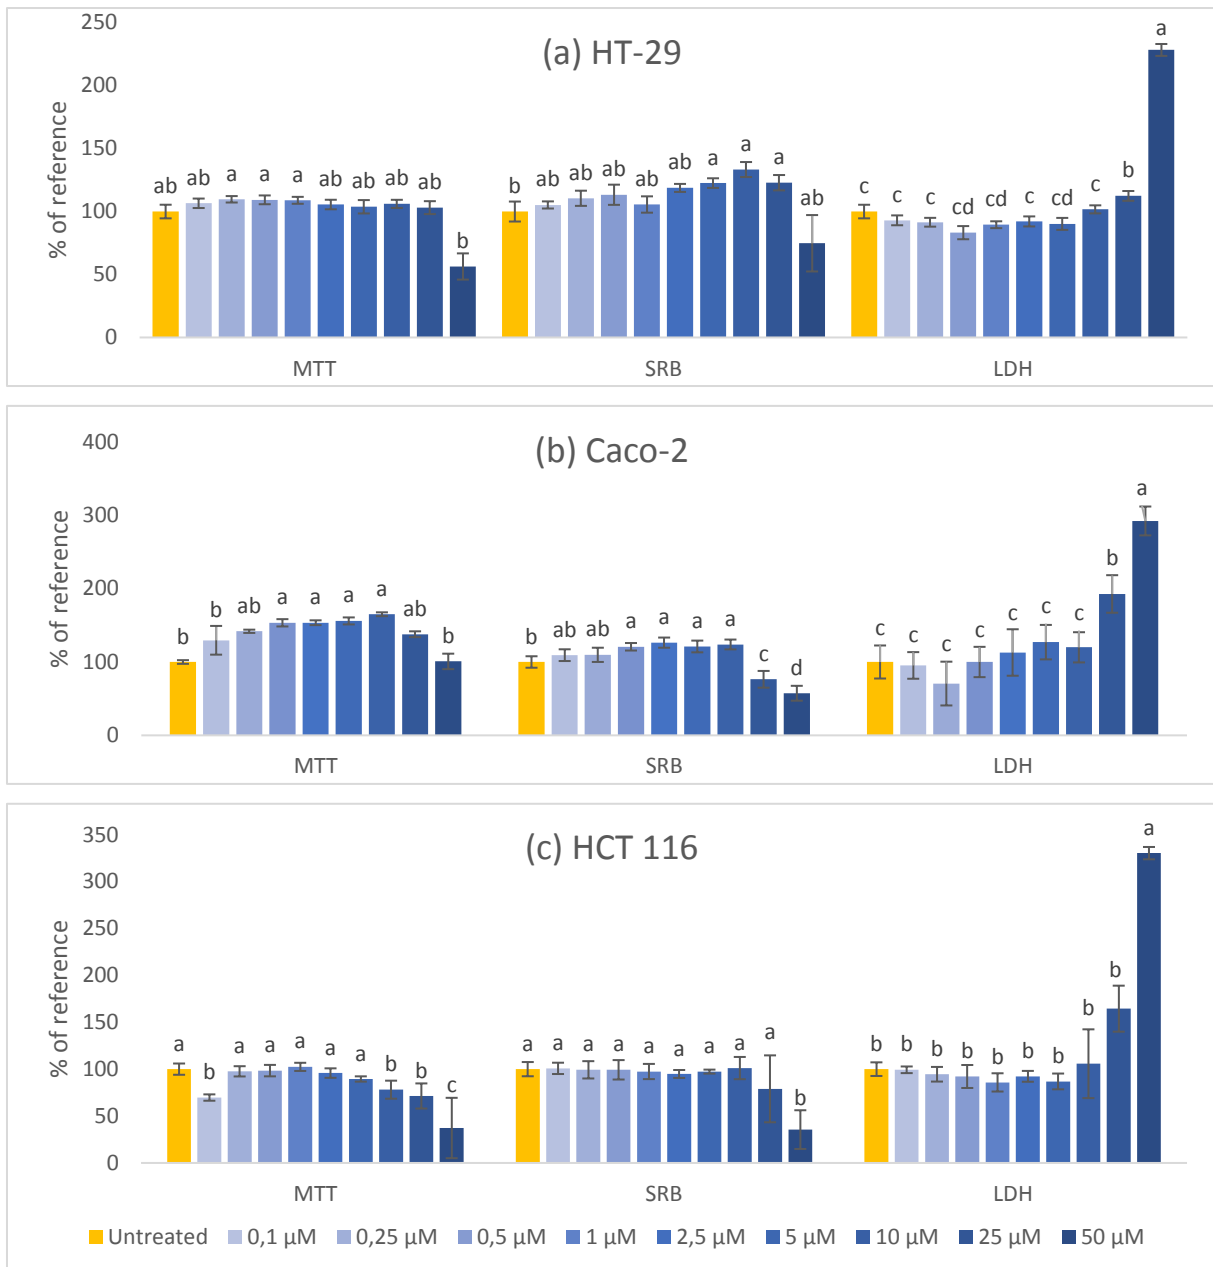 (a) HT-29
% of reference
250
200
150
100
50
0
ab ab a a a ab ab ab ab b
b ab ab ab ab ab a a a ab
c c c cd cd c cd c b a
MTT SRB LDH
(b) Caco-2
% of reference
400
300
200
100
0
b b ab a a a a ab b
b ab ab a a a a c d
c c c c c c c b a
MTT SRB LDH
(c) HCT 116
% of reference
350
300
250
200
150
100
50
0
a b a a a a a b b c
a a a a a a a a a b
b b b b b b b b b a
MTT SRB LDH
Untreated 0,1 µM 0,25 µM 0,5 µM 1 µM 2,5 µM 5 µM 10 µM 25 µM 50 µM